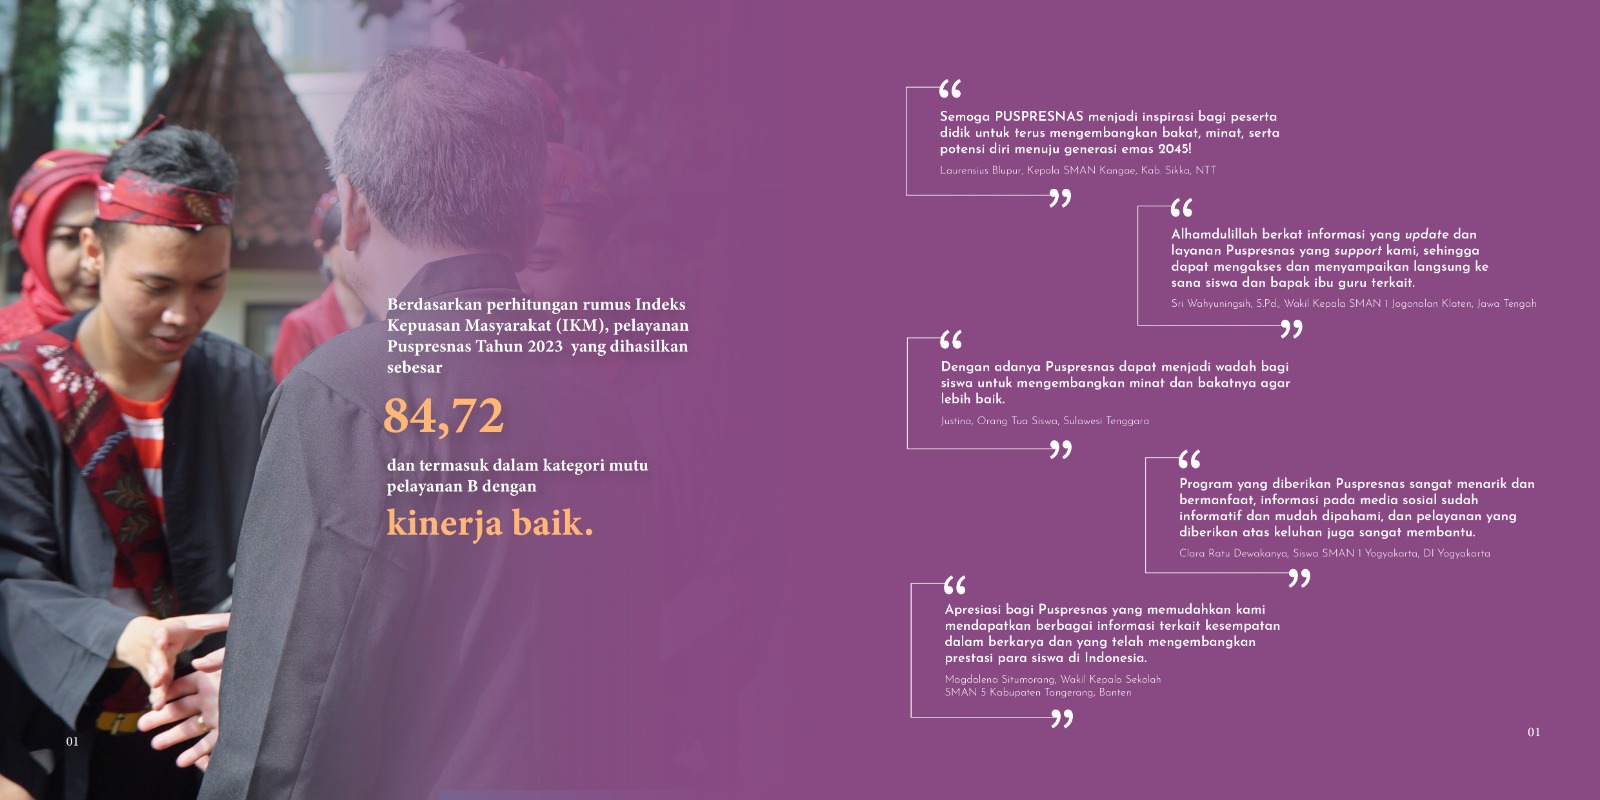 Berdasarkan perhitungan rumus Indeks
Kepuasan Masyarakat (IKM), pelayanan
Puspresnas Tahun 2023 yang dihasilkan
sebesar
84,72
dan termasuk dalam kategori mutu
pelayanan B dengan
kinerja baik.
01
“
Semoga PUSPRESNAS menjadi inspirasi bagi peserta
didik untuk terus mengembangkan bakat, minat, serta
potensi diri menuju generasi emas 2045!
Laurensius Blupur, Kepala SMAN Kangae, Kab. Sikka, NTT
”
“
Alhamdulillah berkat informasi yang update dan
layanan Puspresnas yang support kami, sehingga
dapat mengakses dan menyampaikan langsung ke
sana siswa dan bapak ibu guru terkait.
Sri Wahyuningsih, S.Pd., Wakil Kepala SMAN 1 Jogonalan Klaten, Jawa Tengah
”
“
Dengan adanya Puspresnas dapat menjadi wadah bagi
siswa untuk mengembangkan minat dan bakatnya agar
lebih baik.
Justina, Orang Tua Siswa, Sulawesi Tenggara
”
“
Program yang diberikan Puspresnas sangat menarik dan
bermanfaat, informasi pada media sosial sudah
informatif dan mudah dipahami, dan pelayanan yang
diberikan atas keluhan juga sangat membantu.
Clara Ratu Dewakanya, Siswa SMAN 1 Yogyakarta, DI Yogyakarta
”
“
Apresiasi bagi Puspresnas yang memudahkan kami
mendapatkan berbagai informasi terkait kesempatan
dalam berkarya dan yang telah mengembangkan
prestasi para siswa di Indonesia.
Magdalena Situmorang, Wakil Kepala Sekolah
SMAN 5 Kabupaten Tangerang, Banten
”
01